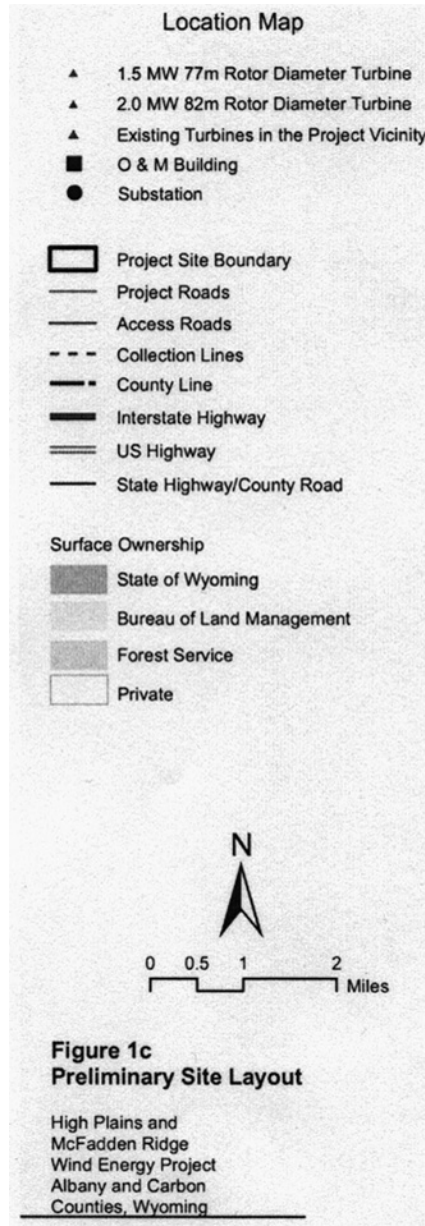 Location Map
1.5 MW 77m Rotor Diameter Turbine
2.0 MW 82m Rotor Diameter Turbine
Existing Turbines in the Project Vicinity
O & M Building
Substation
Project Site Boundary
Project Roads
Access Roads
Collection Lines
County Line
Interstate Highway
US Highway
State Highway/County Road
Surface Ownership
State of Wyoming
Bureau of Land Management
Forest Service
Private
N
0 0.5 1 2
Miles
Figure 1c
Preliminary Site Layout
High Plains and
McFadden Ridge
Wind Energy Project
Albany and Carbon
Counties, Wyoming